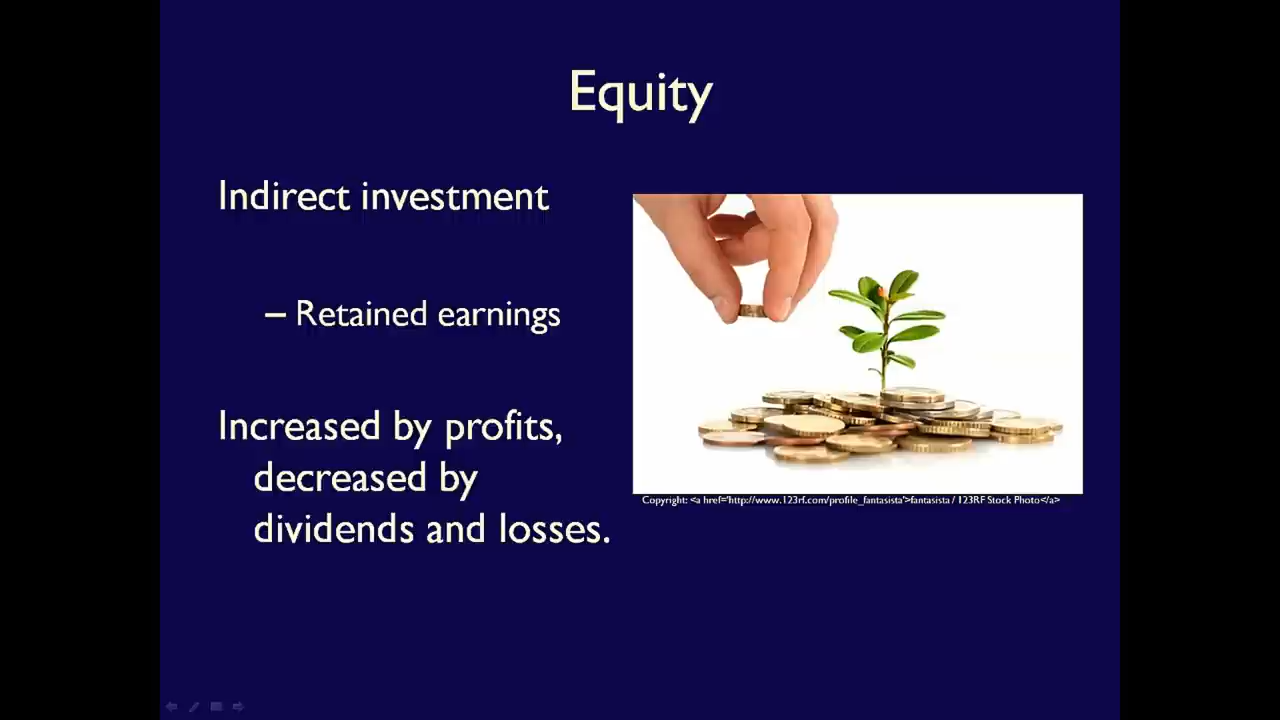 Equity
Indirect investment
– Retained earnings
Increased by profits,
decreased by
dividends and losses.
Copyright: <a href='http://www.123rf.com/profile_fantasista'>fantasista / 123RF Stock Photo</a>